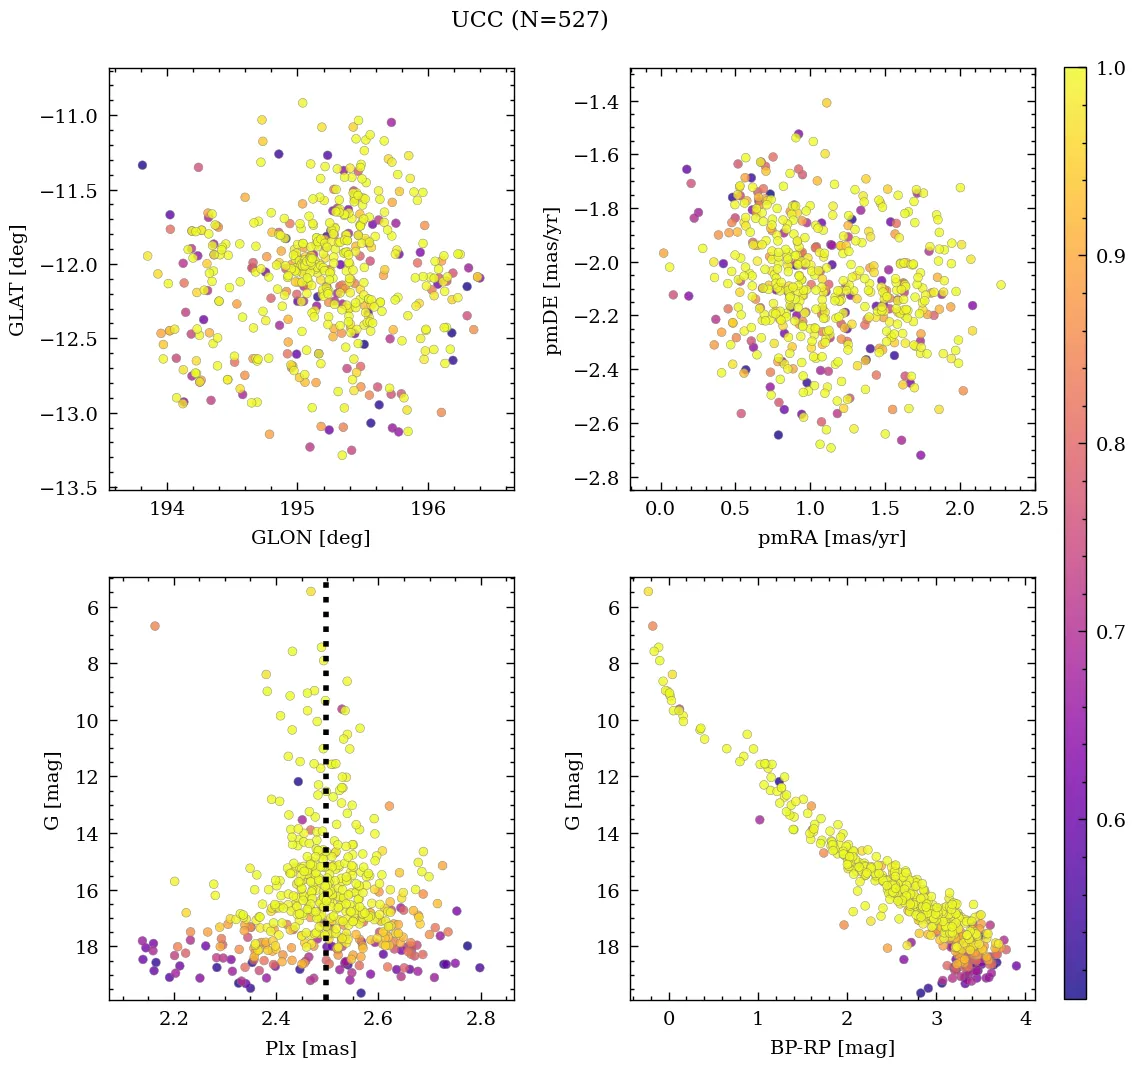 UCC (N=527)
−11.0
−11.5
−12.0
−12.5
−13.0
−13.5
GLAT [deg]
194 195 196
GLON [deg]
−1.4
−1.6
−1.8
−2.0
−2.2
−2.4
−2.6
−2.8
pmDE [mas/yr]
0.0 0.5 1.0 1.5 2.0 2.5
pmRA [mas/yr]
6
8
10
12
14
16
18
G [mag]
2.2 2.4 2.6 2.8
Plx [mas]
6
8
10
12
14
16
18
G [mag]
0 1 2 3 4
BP-RP [mag]
1.0
0.9
0.8
0.7
0.6